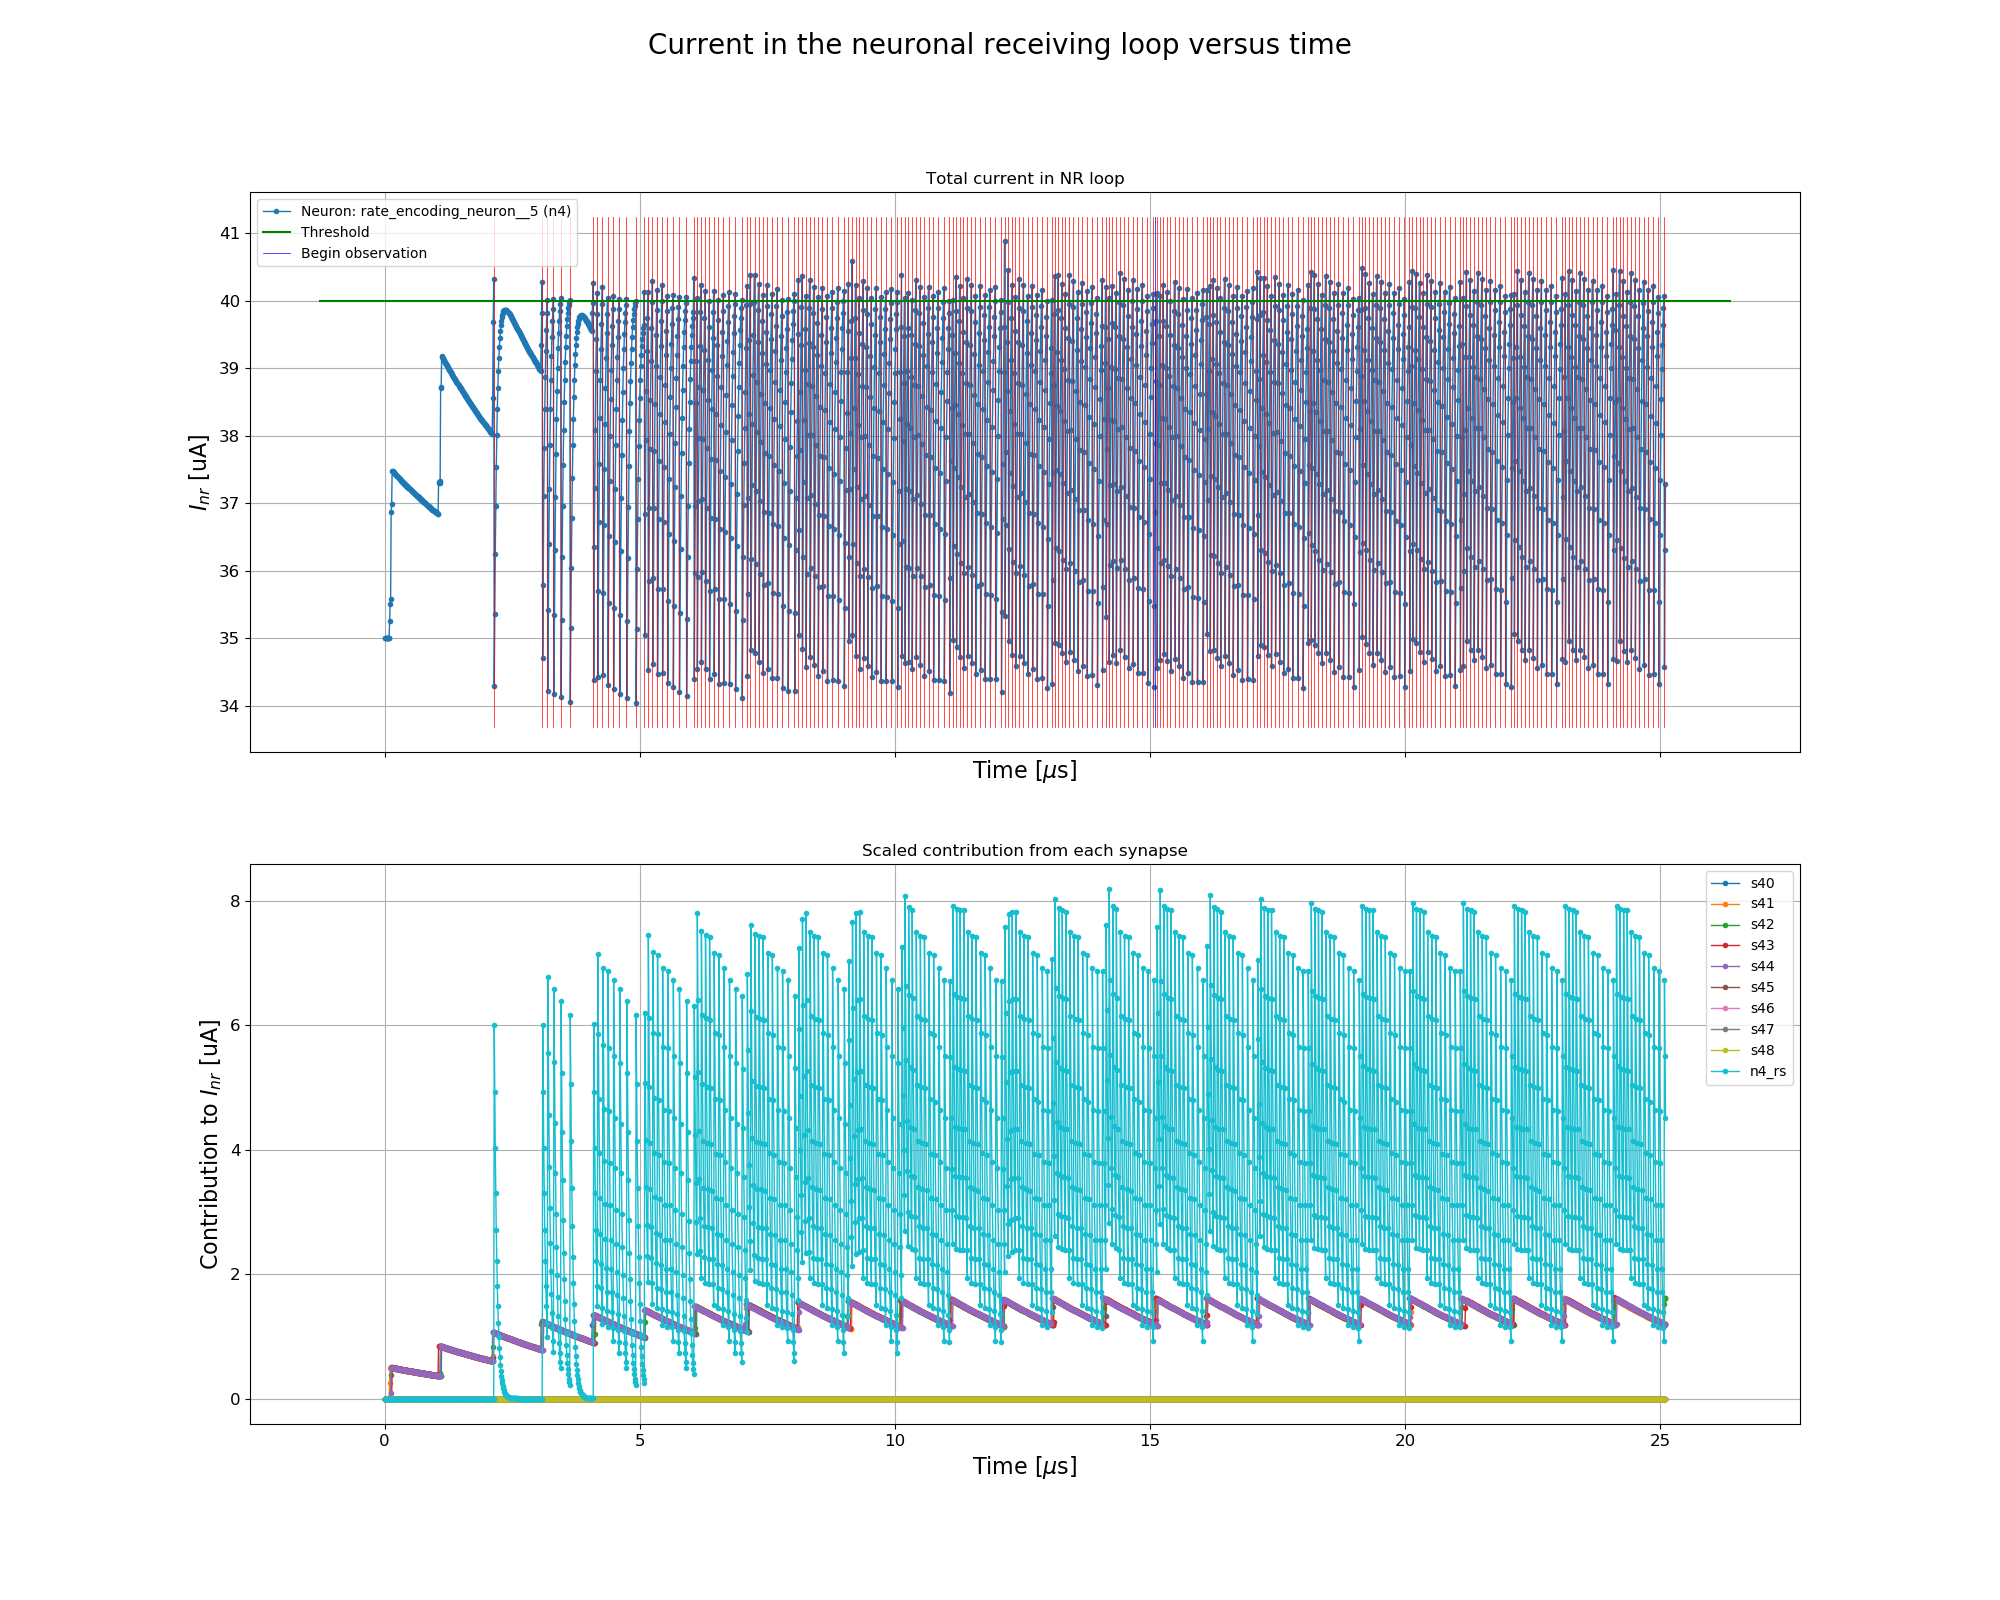 Current in the neuronal receiving loop versus time
Total current in NR loop
Neuron: rate_encoding_neuron__5 (n4)
Threshold
Begin observation
41
40
39
38
37
36
35
34
I_nr [uA]
Time [μs]
Scaled contribution from each synapse
s40
s41
s42
s43
s44
s45
s46
s47
s48
n4_rs
8
6
4
2
0
Contribution to I_nr [uA]
0 5 10 15 20 25
Time [μs]